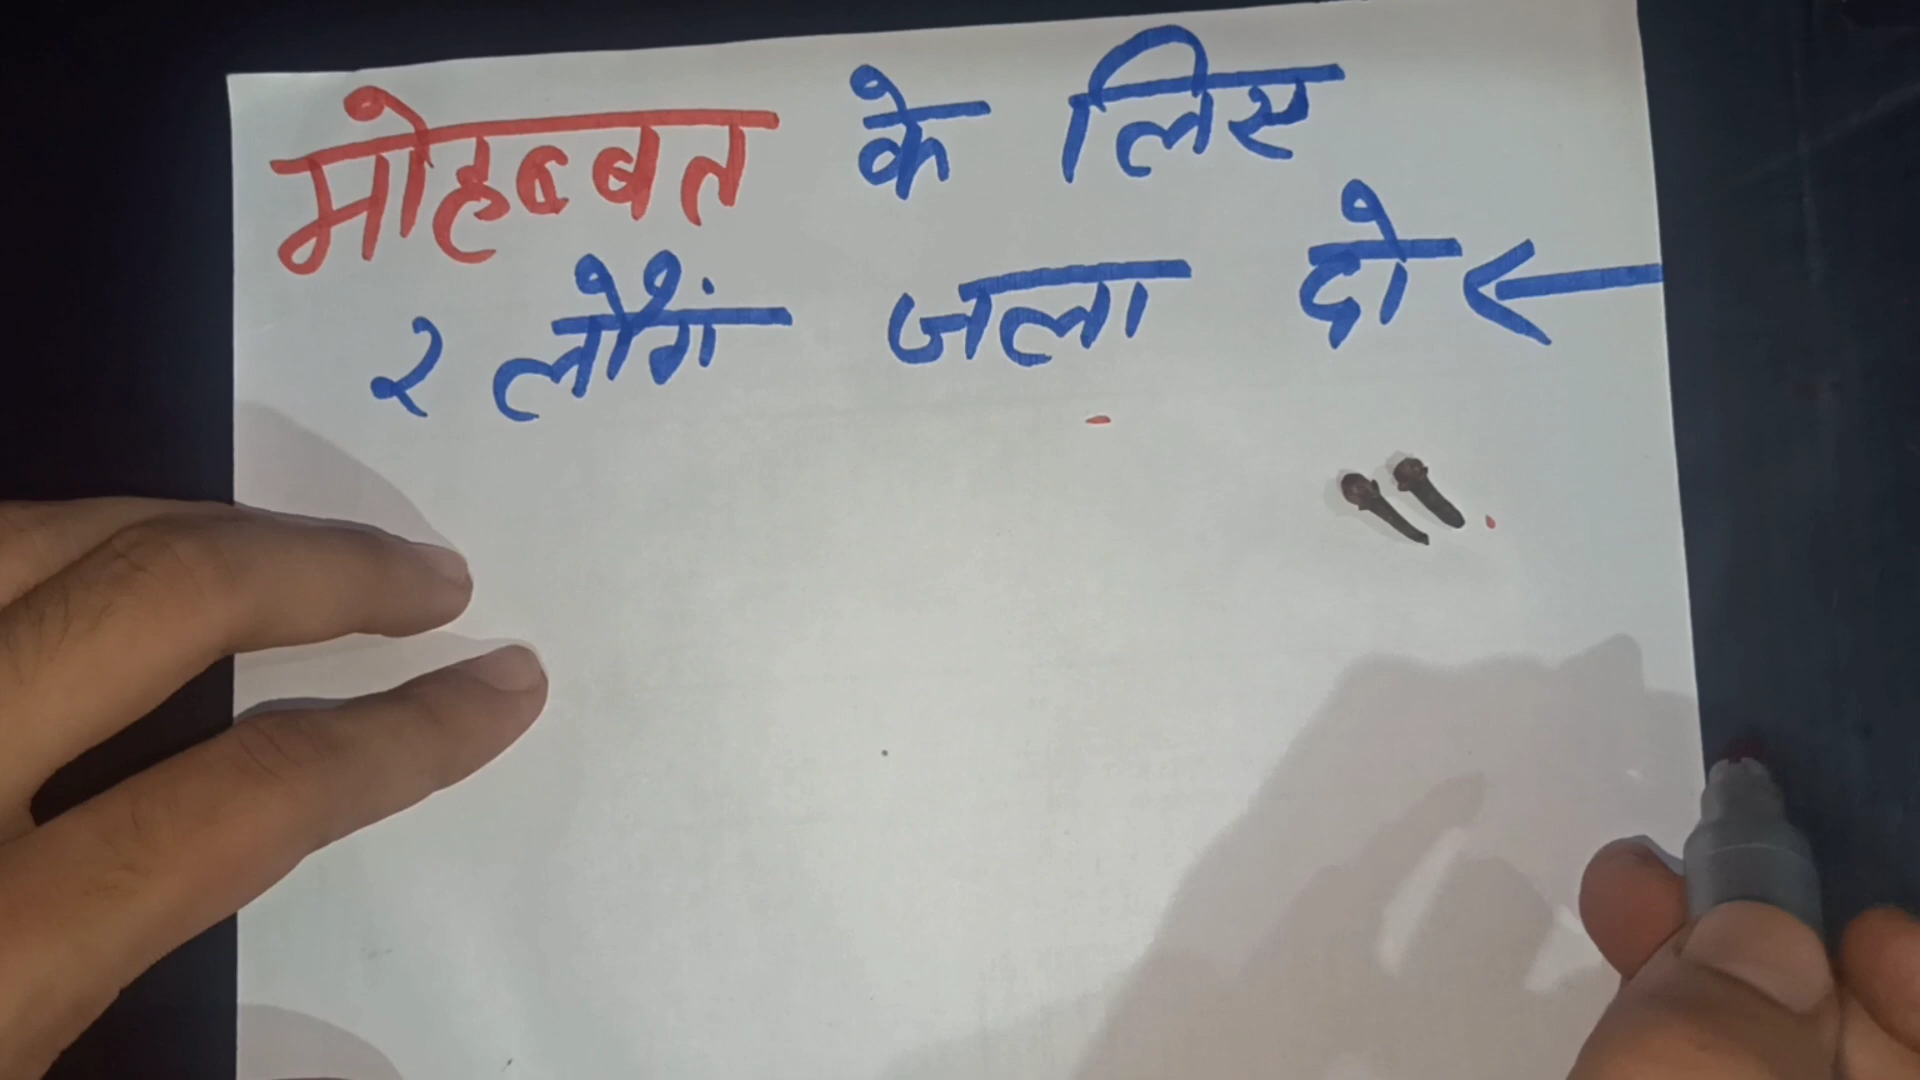 मोहब्बत के लिए
२ लौंग जला दो ←